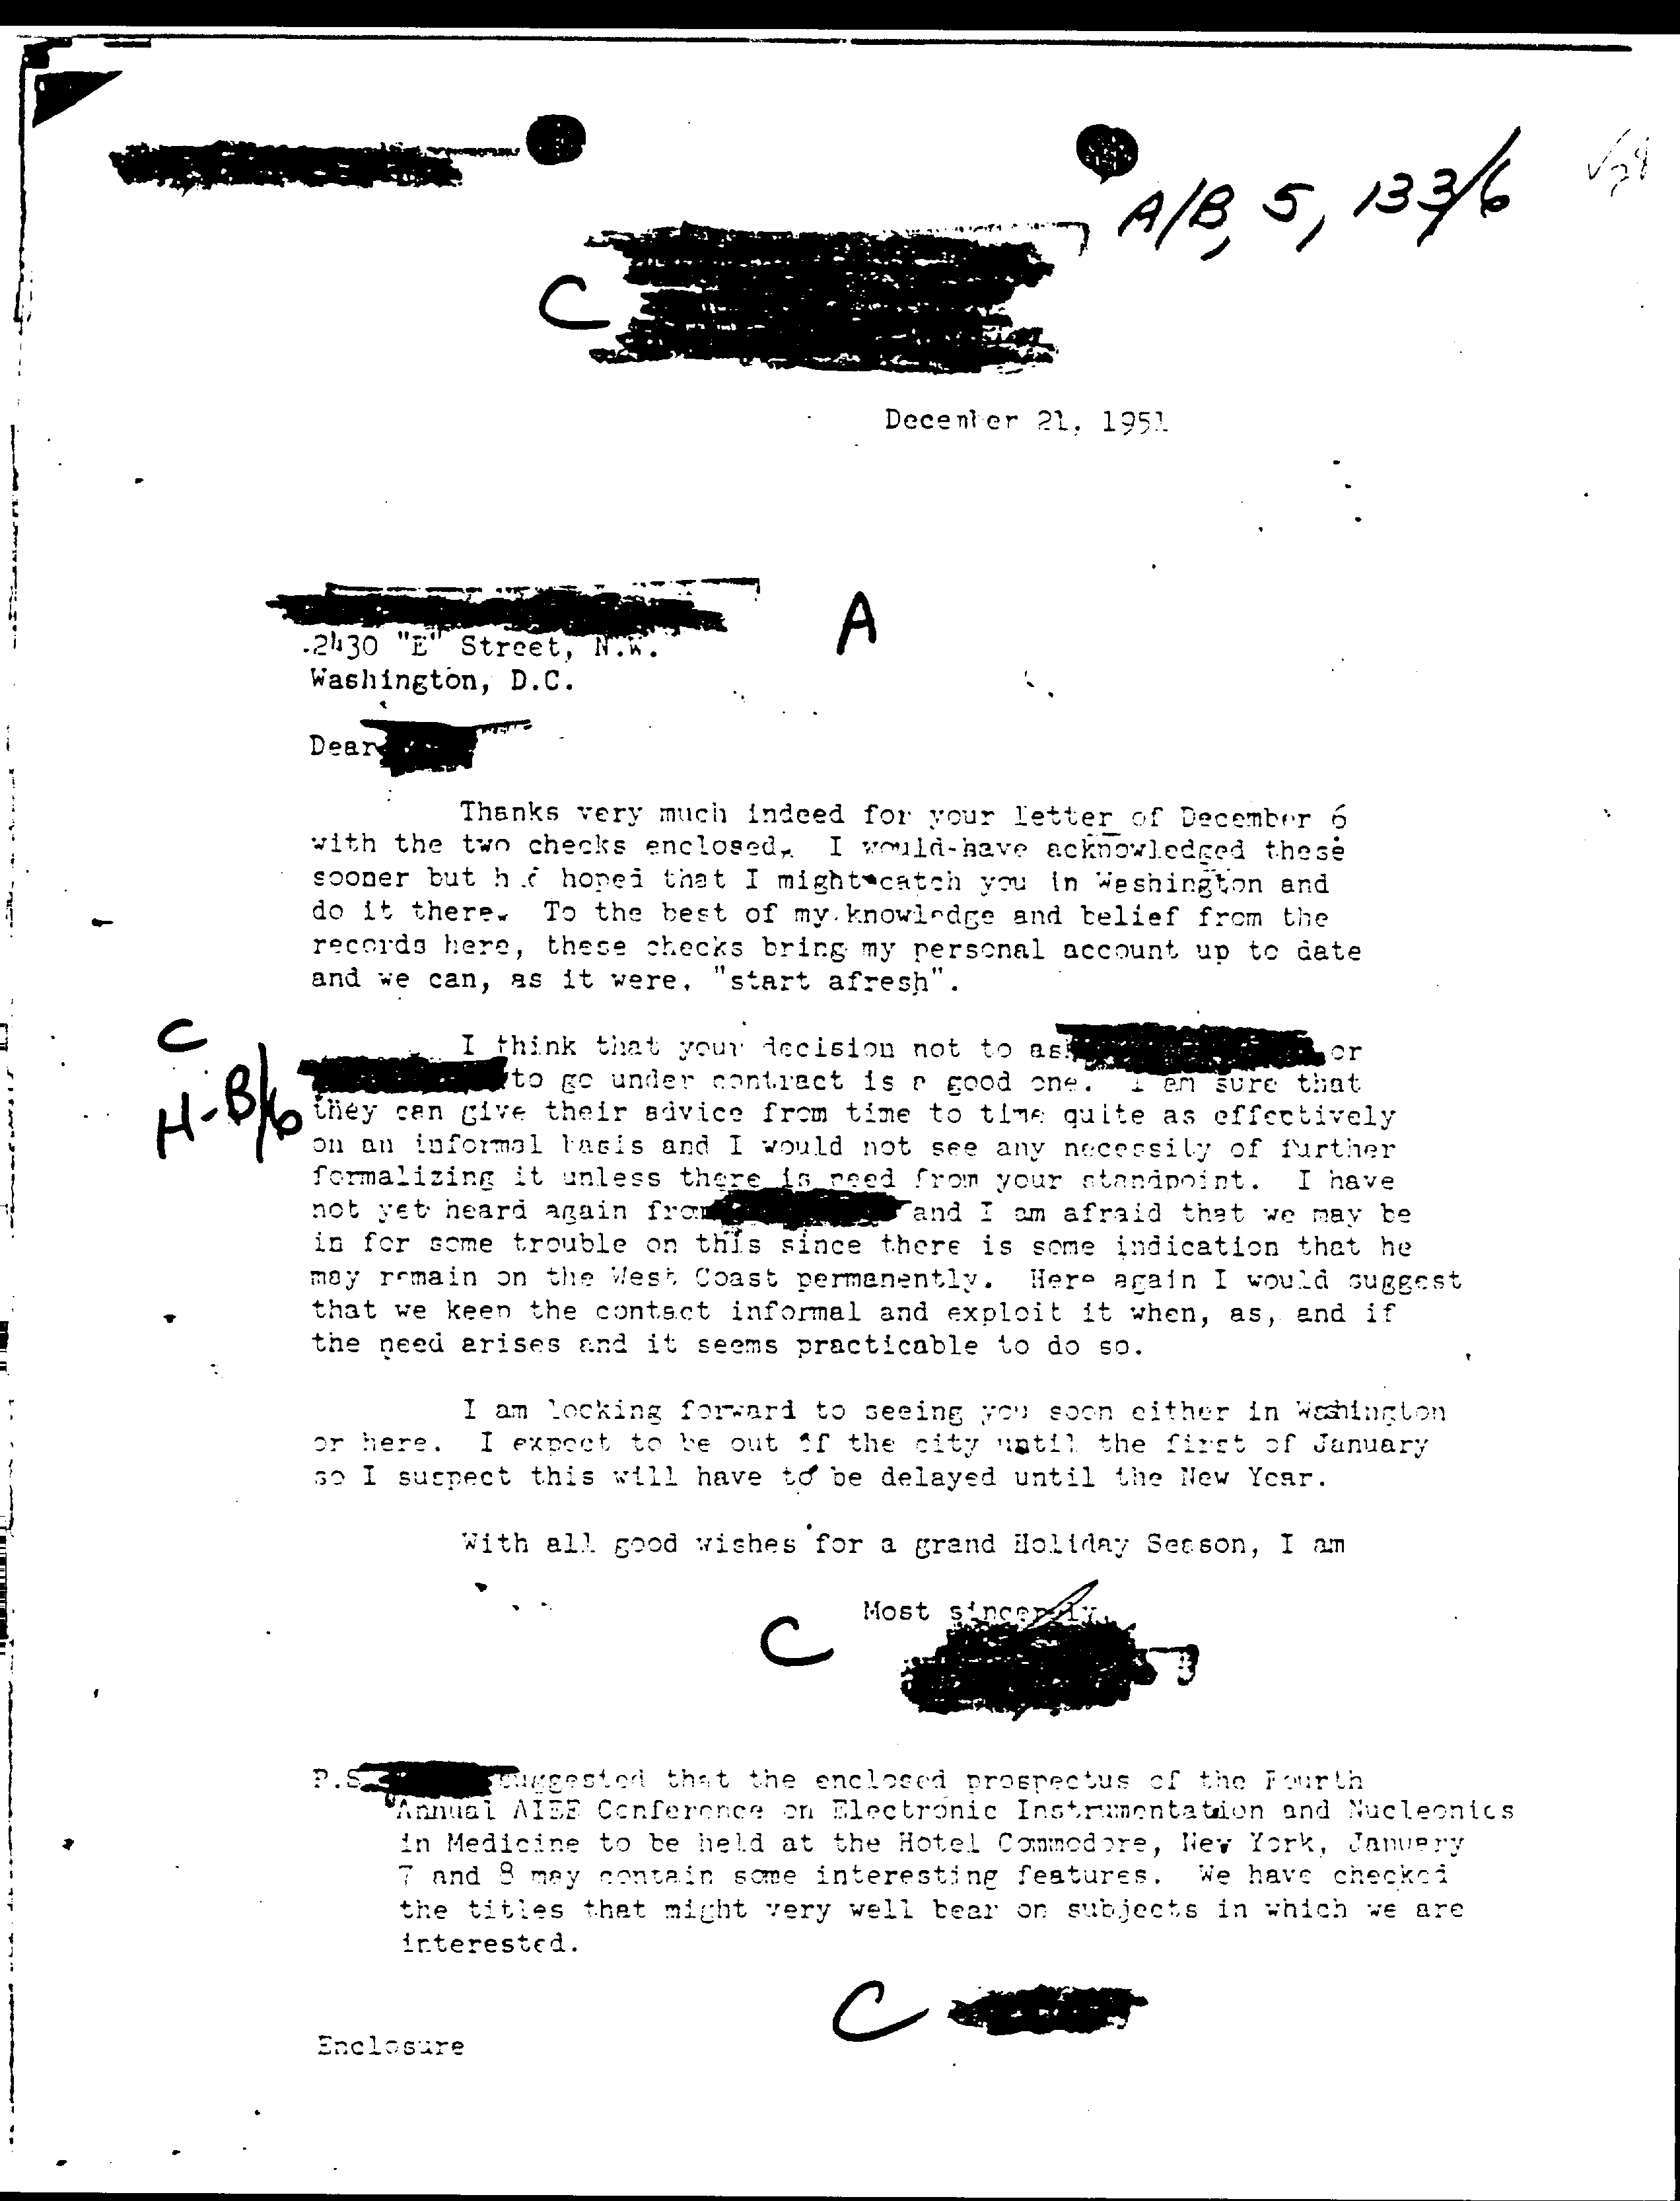 A/B, 5, 133/6
C
December 21, 1951
A
2430 "E" Street, N.W.
Washington, D.C.
Dear
Thanks very much indeed for your letter of December 6
with the two checks enclosed. I would have acknowledged these
sooner but had hoped that I might catch you in Washington and
do it there. To the best of my knowledge and belief from the
records here, these checks bring my personal account up to date
and we can, as it were, "start afresh".
C
I think that your decision not to ask or
H-B/6
to go under contract is a good one. I am sure that
they can give their advice from time to time quite as effectively
on an informal basis and I would not see any necessity of further
formalizing it unless there is need from your standpoint. I have
not yet heard again from and I am afraid that we may be
in for some trouble on this since there is some indication that he
may remain on the West Coast permanently. Here again I would suggest
that we keep the contact informal and exploit it when, as, and if
the need arises and it seems practicable to do so.
I am looking forward to seeing you soon either in Washington
or here. I expect to be out of the city until the first of January
so I suspect this will have to be delayed until the New Year.
With all good wishes for a grand Holiday Season, I am
Most sincerely,
C
P.S. suggested that the enclosed prospectus of the Fourth
Annual AIEE Conference on Electronic Instrumentation and Nucleonics
in Medicine to be held at the Hotel Commodore, New York, January
7 and 8 may contain some interesting features. We have checked
the titles that might very well bear on subjects in which we are
interested.
C
Enclosure